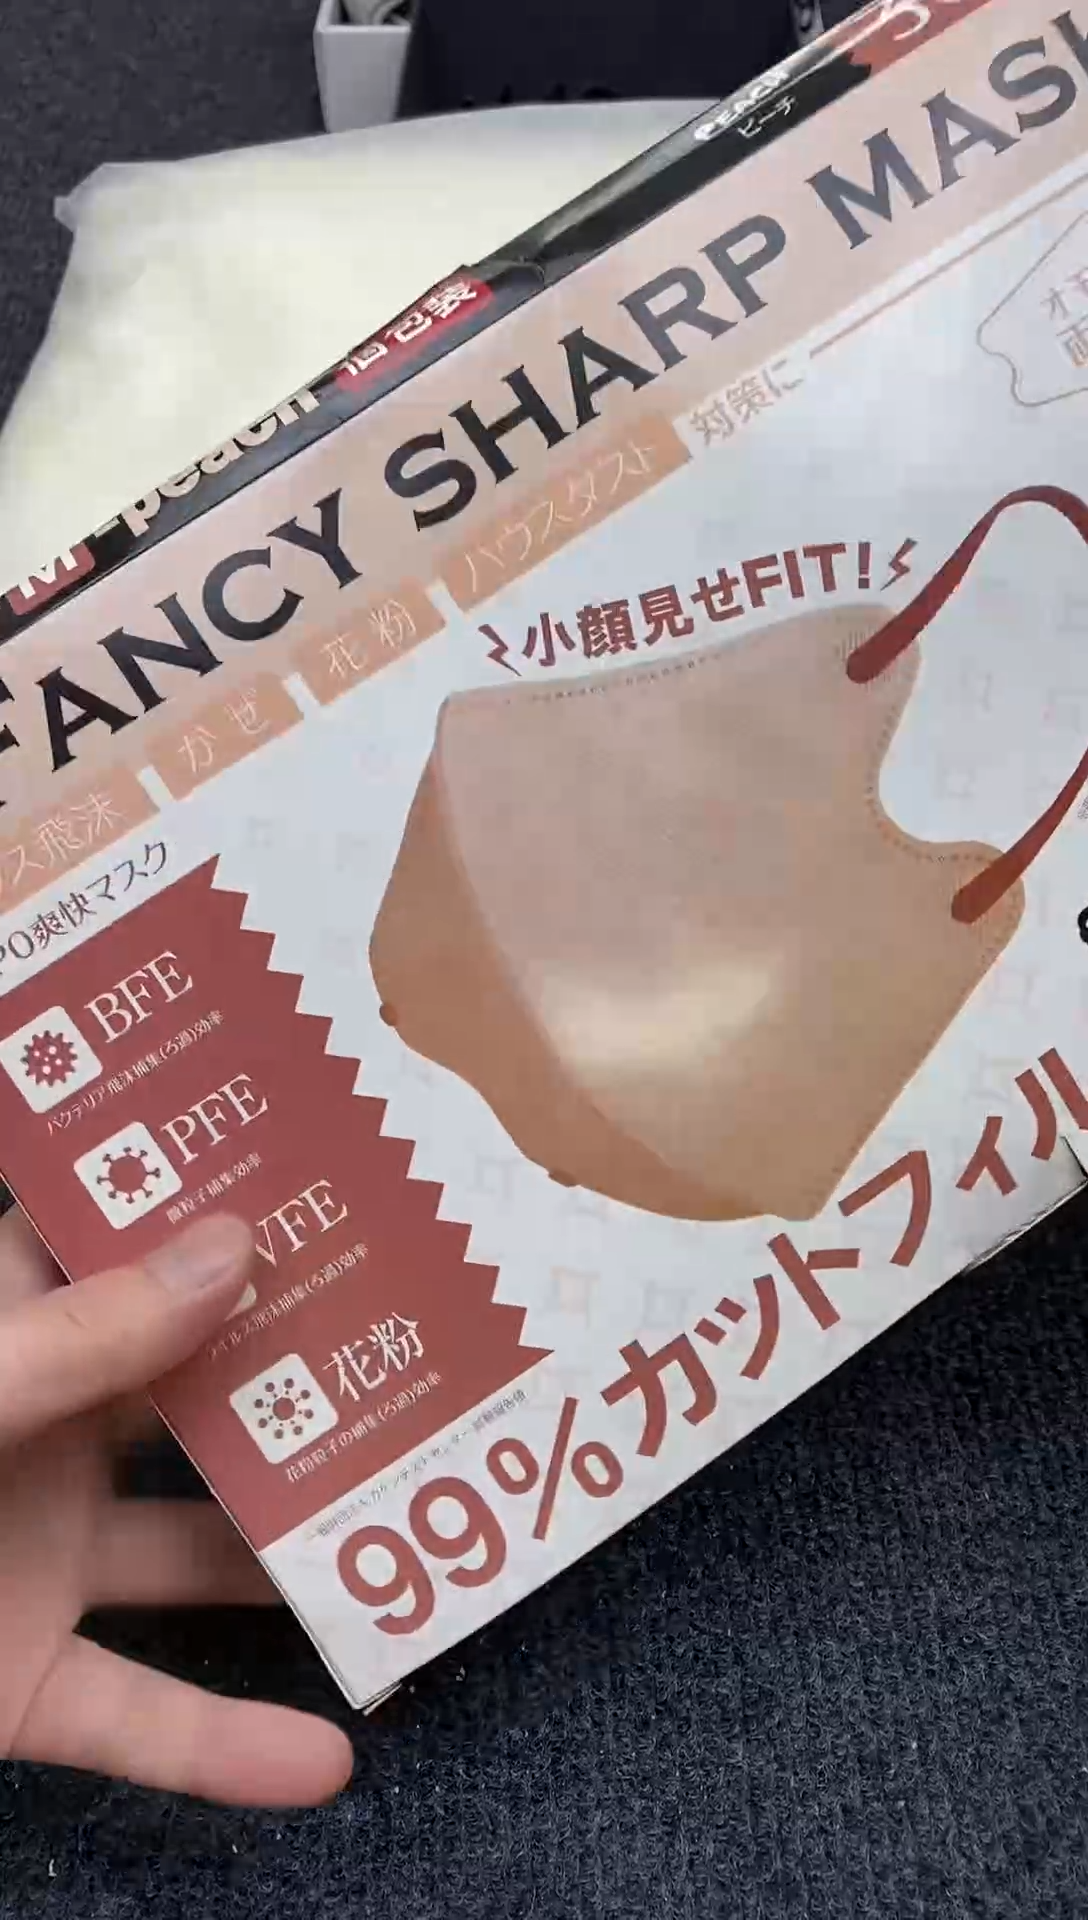 PEACH
ピーチ
M-peach 個包装
FANCY SHARP MASK
ス飛沫 かぜ 花粉 ハウスダスト 対策に
PO爽快マスク
小顔見せFIT!
BFE
バクテリア飛沫捕集(ろ過)効率
PFE
微粒子捕集効率
VFE
イルス飛沫捕集(ろ過)効率
花粉
花粉粒子の捕集(ろ過)効率
99%カットフィル